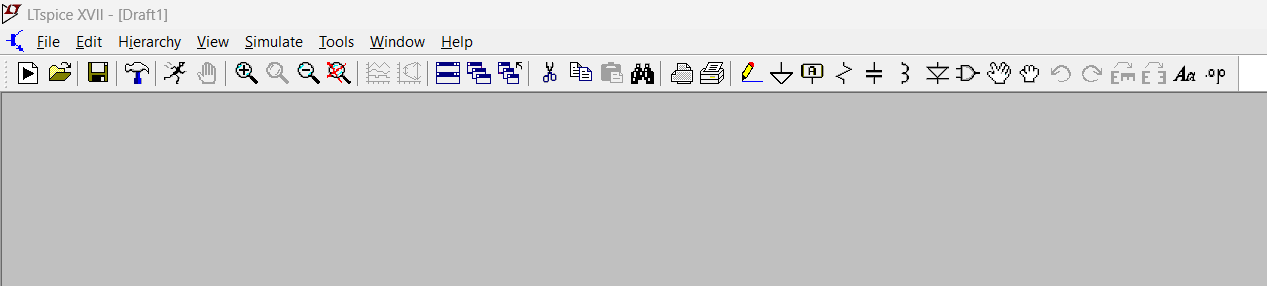 LTspice XVII - [Draft1]
File Edit Hierarchy View Simulate Tools Window Help
A Aa .op